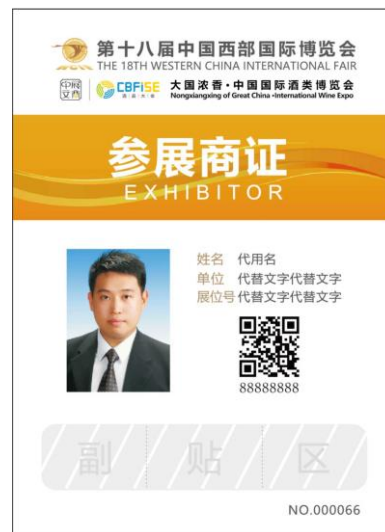 第十八届中国西部国际博览会
THE 18TH WESTERN CHINA INTERNATIONAL FAIR
CBFiSE
大国浓香·中国国际酒类博览会
Nongxiangxing of Great China ·International Wine Expo
参展商证
EXHIBITOR
姓名 代用名
单位 代替文字代替文字
展位号 代替文字代替文字
88888888
副 贴 区
NO.000066